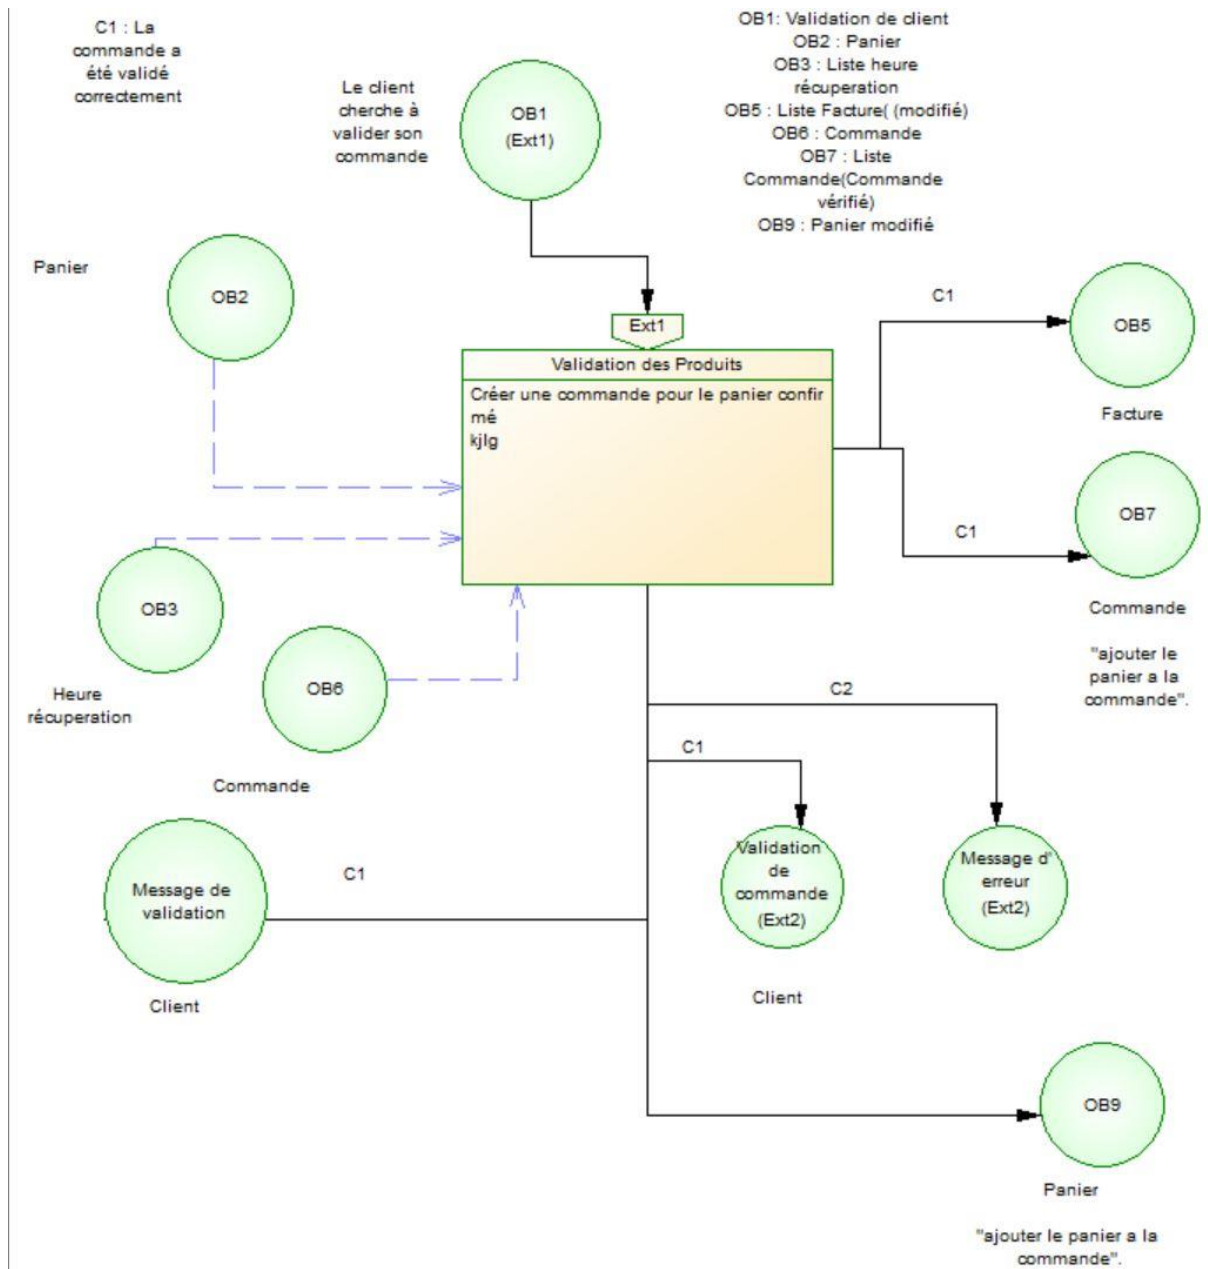 C1 : La
commande a
été validé
correctement
Le client
cherche à
valider son
commande
OB1
(Ext1)
OB1: Validation de client
OB2 : Panier
OB3 : Liste heure
récuperation
OB5 : Liste Facture( (modifié)
OB6 : Commande
OB7 : Liste
Commande(Commande
vérifié)
OB9 : Panier modifié
Panier
OB2
Ext1
Validation des Produits
Créer une commande pour le panier confir
mé
kjlg
C1
OB5
Facture
C1
OB7
Commande
"ajouter le
panier a la
commande".
OB3
Heure
récuperation
OB6
Commande
C2
C1
Validation
de
commande
(Ext2)
Client
Message d'
erreur
(Ext2)
Message de
validation
C1
Client
OB9
Panier
"ajouter le panier a la
commande".